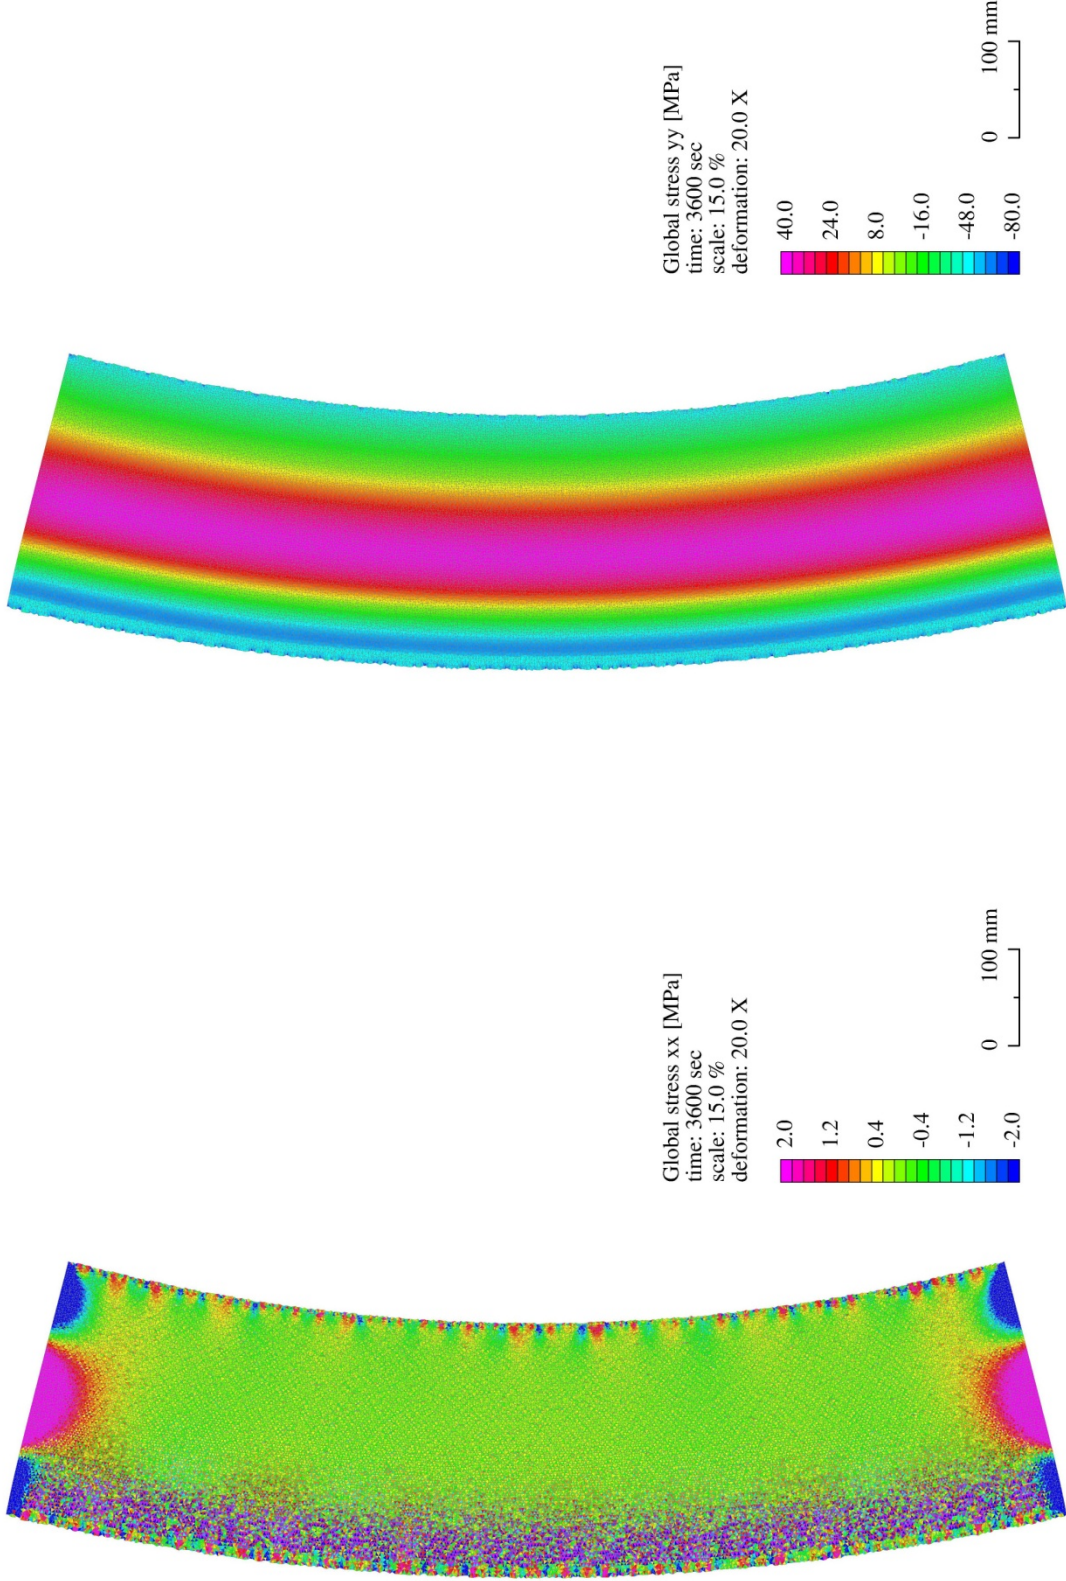 Global stress yy [MPa]
time: 3600 sec
scale: 15.0 %
deformation: 20.0 X
40.0
24.0
8.0
-16.0
-48.0
-80.0
0 100 mm
Global stress xx [MPa]
time: 3600 sec
scale: 15.0 %
deformation: 20.0 X
2.0
1.2
0.4
-0.4
-1.2
-2.0
0 100 mm